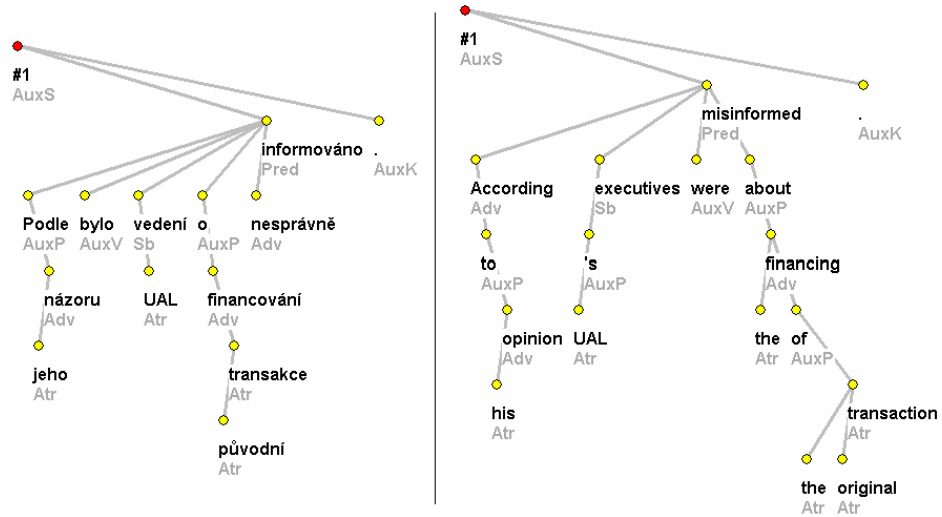 #1
AuxS
informováno
Pred
.
AuxK
Podle bylo vedení o nesprávně
AuxP AuxV Sb AuxP Adv
názoru UAL financování
Adv Atr Adv
jeho transakce
Atr Atr
původní
Atr
#1
AuxS
misinformed .
Pred AuxK
According executives were about
Adv Sb AuxV AuxP
to 's financing
AuxP AuxP Adv
opinion UAL the of
Adv Atr Atr AuxP
his transaction
Atr Atr
the original
Atr Atr